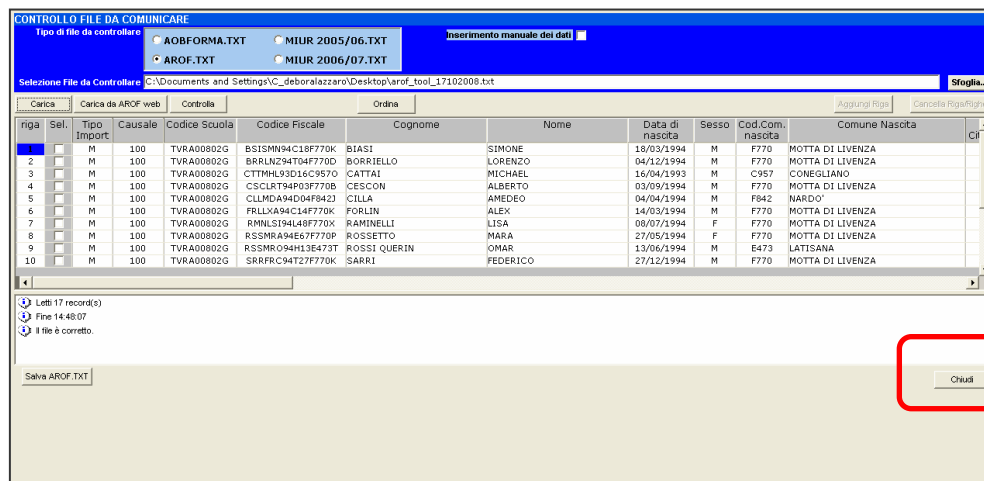 CONTROLLO FILE DA COMUNICARE
Tipo di file da controllare
AOBFORMA.TXT MIUR 2005/06.TXT
AROF.TXT MIUR 2006/07.TXT
Inserimento manuale dei dati
Selezione File da Controllare C:\Documents and Settings\C_deboralazzaro\Desktop\arof_tool_17102008.txt Sfoglia...
Carica Carica da AROF web Controlla Ordina Aggiungi Riga Cancella Riga/Righe
riga Sel. Tipo Import Causale Codice Scuola Codice Fiscale Cognome Nome Data di nascita Sesso Cod.Com. nascita Comune Nascita Cit
1 M 100 TVRA00802G BSISMN94C18F770K BIASI SIMONE 18/03/1994 M F770 MOTTA DI LIVENZA
2 M 100 TVRA00802G BRRLNZ94T04F770D BORRIELLO LORENZO 04/12/1994 M F770 MOTTA DI LIVENZA
3 M 100 TVRA00802G CTTMHL93D16C957O CATTAI MICHAEL 16/04/1993 M C957 CONEGLIANO
4 M 100 TVRA00802G CSCLRT94P03F770B CESCON ALBERTO 03/09/1994 M F770 MOTTA DI LIVENZA
5 M 100 TVRA00802G CLLMDA94D04F842J CILLA AMEDEO 04/04/1994 M F842 NARDO'
6 M 100 TVRA00802G FRLLXA94C14F770K FORLIN ALEX 14/03/1994 M F770 MOTTA DI LIVENZA
7 M 100 TVRA00802G RMNLSI94L48F770X RAMINELLI LISA 08/07/1994 F F770 MOTTA DI LIVENZA
8 M 100 TVRA00802G RSSMRA94E67F770P ROSSETTO MARA 27/05/1994 F F770 MOTTA DI LIVENZA
9 M 100 TVRA00802G RSSMRO94H13E473T ROSSI QUERIN OMAR 13/06/1994 M E473 LATISANA
10 M 100 TVRA00802G SRRFRC94T27F770K SARRI FEDERICO 27/12/1994 M F770 MOTTA DI LIVENZA
Letti 17 record(s)
Fine 14:48:07
Il file è corretto.
Salva AROF.TXT Chiudi